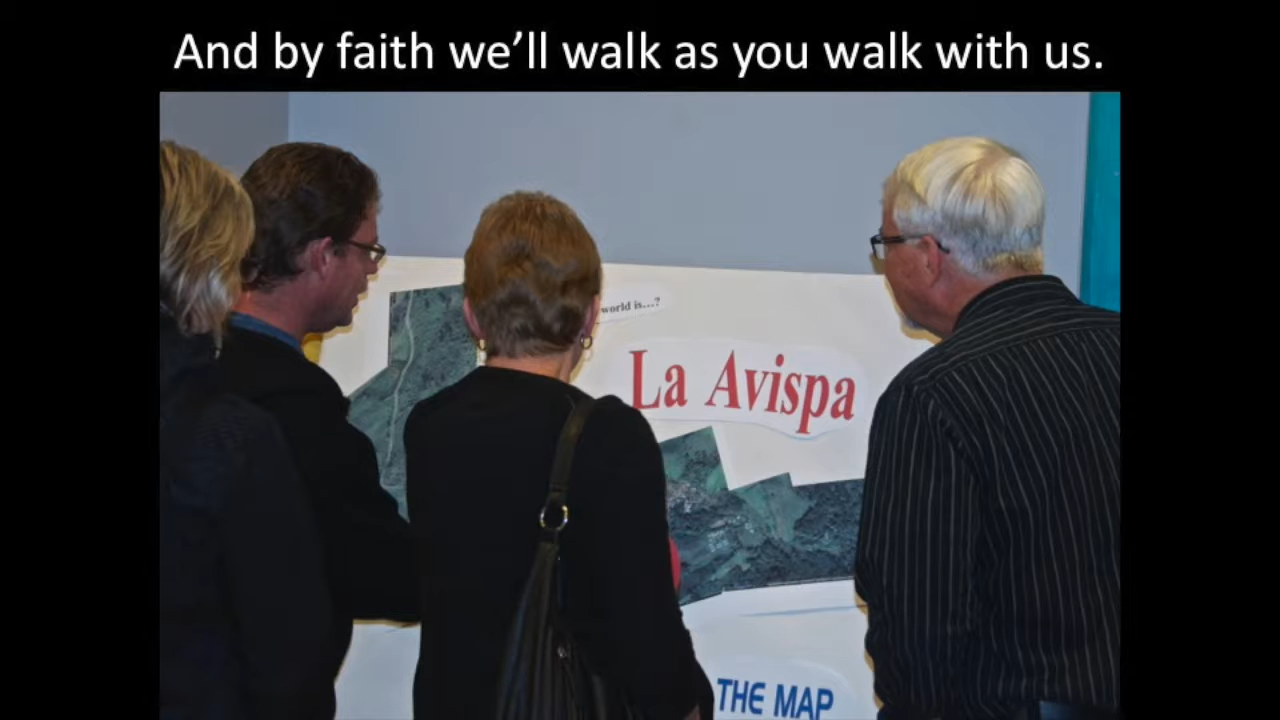 And by faith we’ll walk as you walk with us.
world is...?
La Avispa
THE MAP